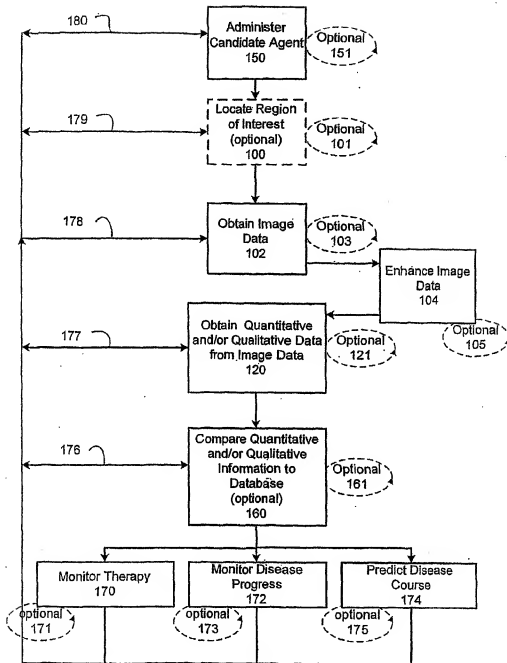 180
Administer
Candidate Agent
150
Optional
151
179
Locate Region
of Interest
(optional)
100
Optional
101
178
Obtain Image
Data
102
Optional
103
Enhance Image
Data
104
Optional
105
177
Obtain Quantitative
and/or Qualitative Data
from Image Data
120
Optional
121
176
Compare Quantitative
and/or Qualitative
Information to
Database
(optional)
160
Optional
161
Monitor Therapy
170
Monitor Disease
Progress
172
Predict Disease
Course
174
optional
171
optional
173
optional
175